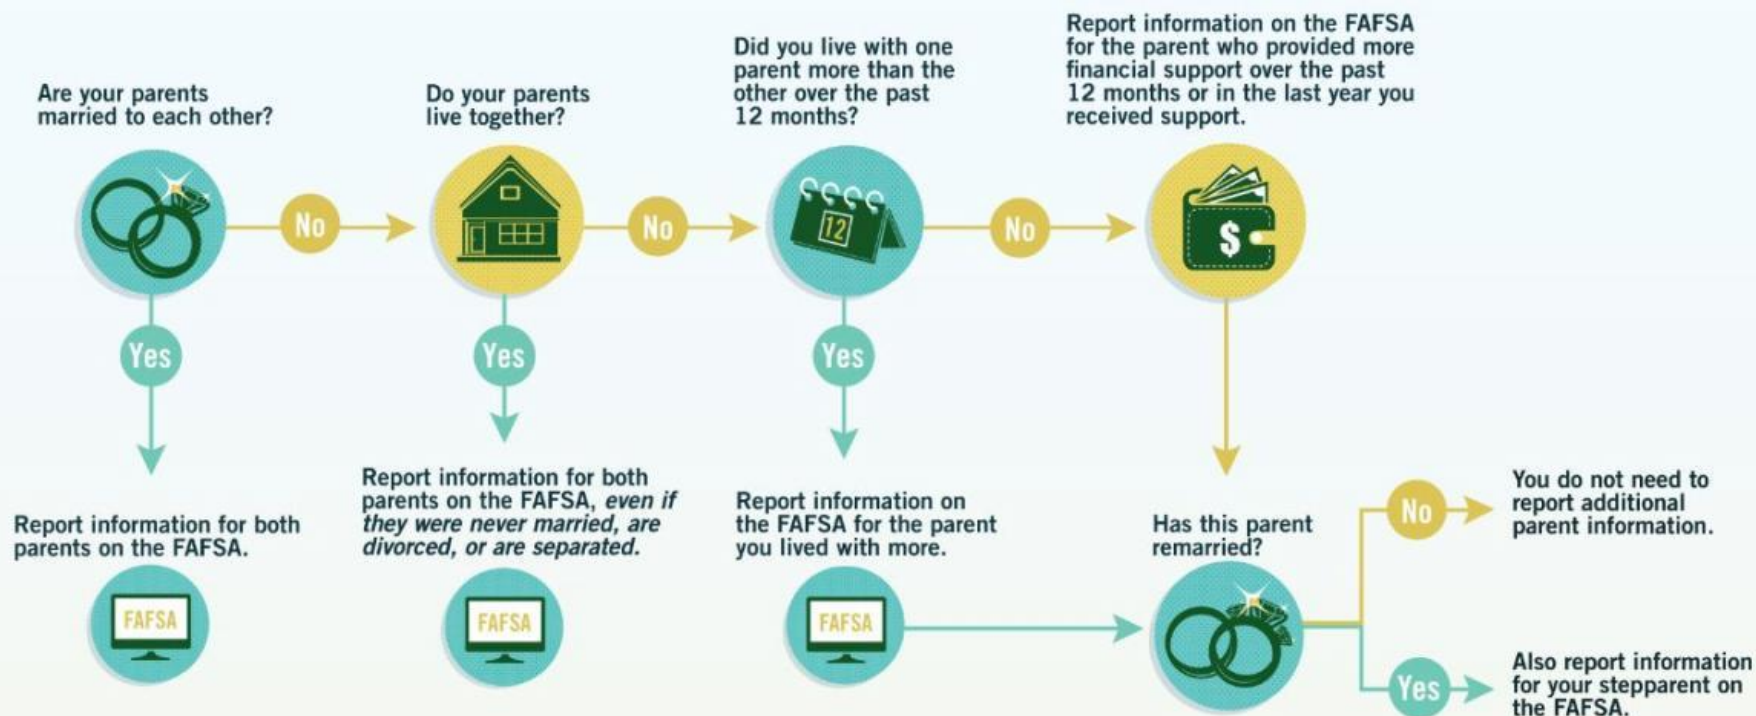 Are your parents
married to each other?
No
Yes
Report information for both
parents on the FAFSA.
FAFSA
Do your parents
live together?
No
Yes
Report information for both
parents on the FAFSA, even if
they were never married, are
divorced, or are separated.
FAFSA
Did you live with one
parent more than the
other over the past
12 months?
12
No
Yes
Report information on
the FAFSA for the parent
you lived with more.
FAFSA
Report information on the FAFSA
for the parent who provided more
financial support over the past
12 months or in the last year you
received support.
$
Has this parent
remarried?
No
You do not need to
report additional
parent information.
Yes
Also report information
for your stepparent on
the FAFSA.